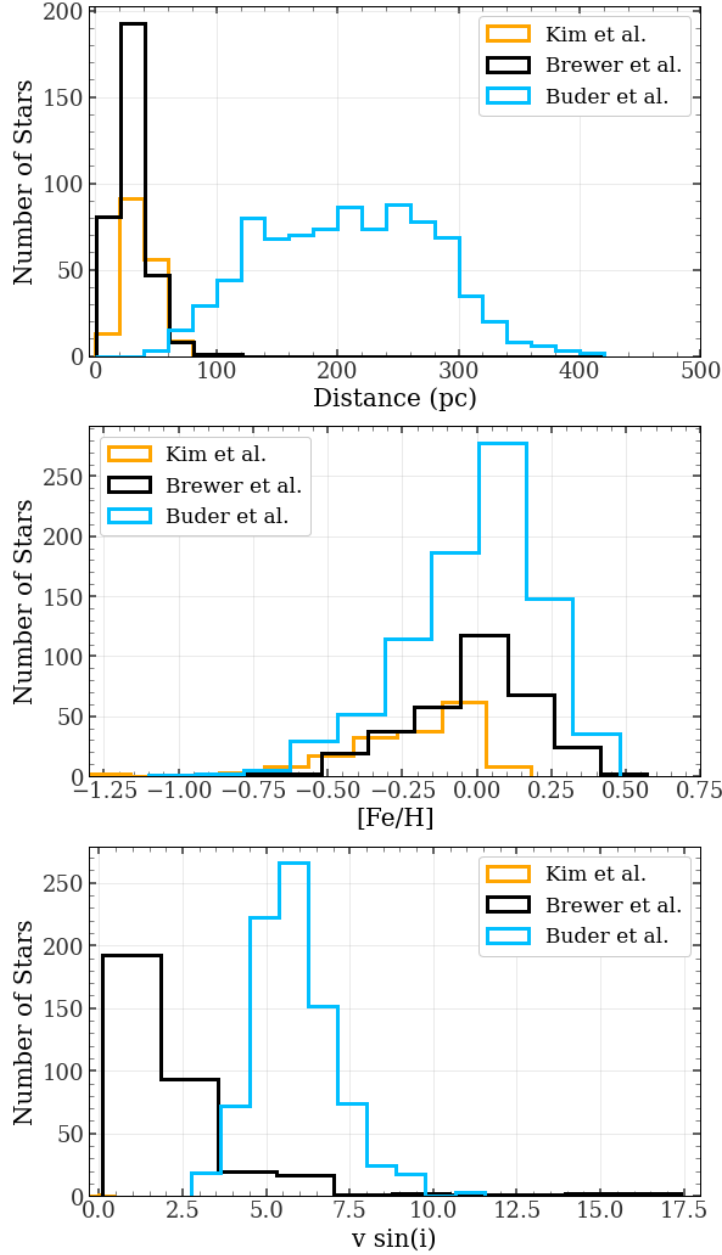 200
150
100
50
0
Number of Stars
Kim et al.
Brewer et al.
Buder et al.
0 100 200 300 400 500
Distance (pc)
250
200
150
100
50
0
Number of Stars
Kim et al.
Brewer et al.
Buder et al.
−1.25 −1.00 −0.75 −0.50 −0.25 0.00 0.25 0.50 0.75
[Fe/H]
250
200
150
100
50
0
Number of Stars
Kim et al.
Brewer et al.
Buder et al.
0.0 2.5 5.0 7.5 10.0 12.5 15.0 17.5
v sin(i)